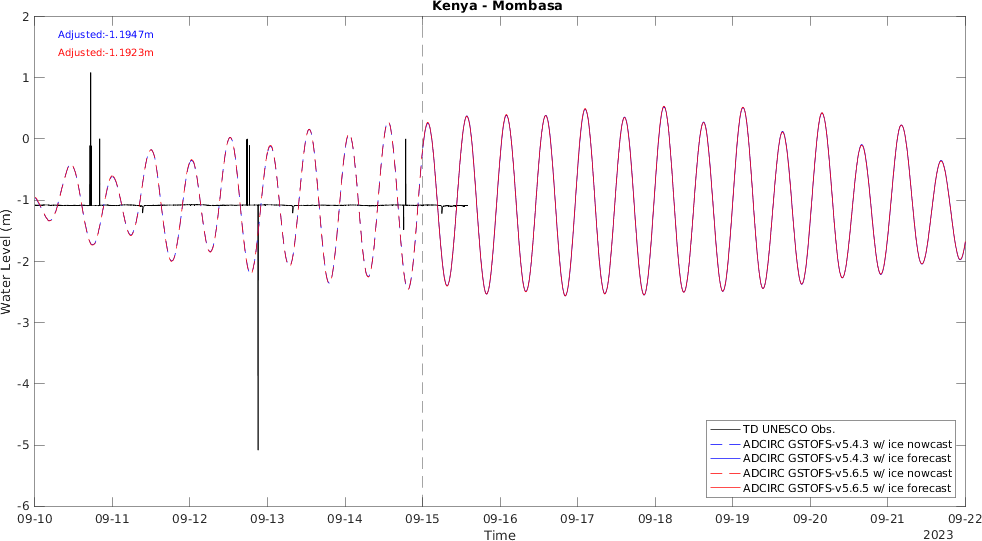 Kenya - Mombasa
Adjusted:-1.1947m
Adjusted:-1.1923m
2
1
0
-1
-2
-3
-4
-5
-6
Water Level (m)
09-10 09-11 09-12 09-13 09-14 09-15 09-16 09-17 09-18 09-19 09-20 09-21 09-22
Time
2023
TD UNESCO Obs.
ADCIRC GSTOFS-v5.4.3 w/ ice nowcast
ADCIRC GSTOFS-v5.4.3 w/ ice forecast
ADCIRC GSTOFS-v5.6.5 w/ ice nowcast
ADCIRC GSTOFS-v5.6.5 w/ ice forecast